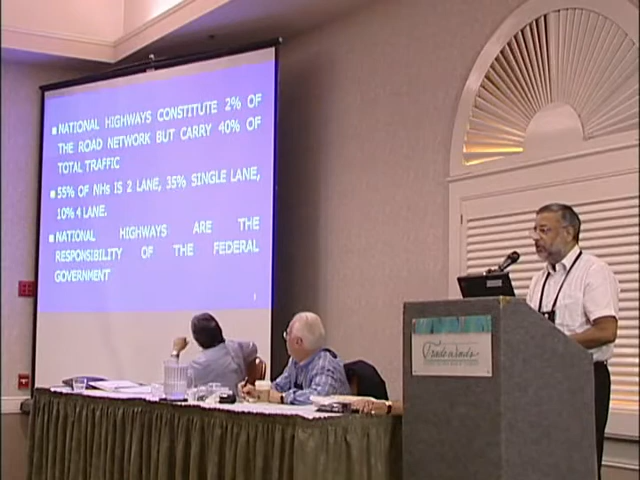 NATIONAL HIGHWAYS CONSTITUTE 2% OF
THE ROAD NETWORK BUT CARRY 40% OF
TOTAL TRAFFIC
55% OF NHs IS 2 LANE, 35% SINGLE LANE,
10% 4 LANE.
NATIONAL HIGHWAYS ARE THE
RESPONSIBILITY OF THE FEDERAL
GOVERNMENT
Tradewinds